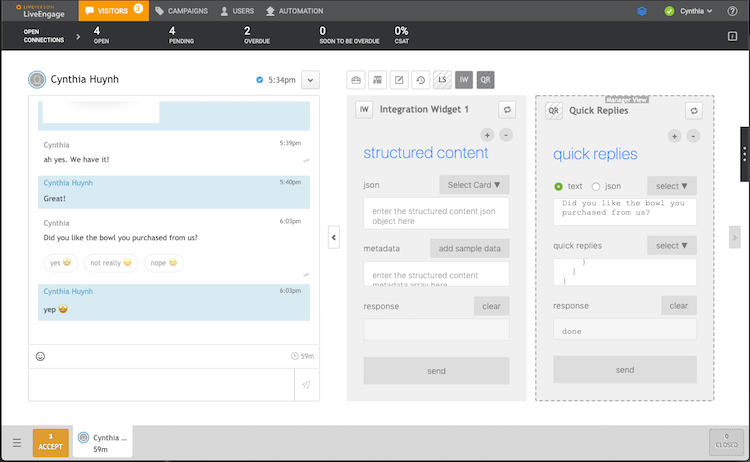 LIVEPERSON
LiveEngage
VISITORS 3
CAMPAIGNS
USERS
AUTOMATION
Cynthia
OPEN
CONNECTIONS
4
OPEN
4
PENDING
2
OVERDUE
0
SOON TO BE OVERDUE
0%
CSAT
Cynthia Huynh
5:34pm
LS
IW
QR
Cynthia 5:39pm
ah yes. We have it!
Cynthia Huynh 5:40pm
Great!
Cynthia 6:03pm
Did you like the bowl you purchased from us?
yes 🤩 not really 😕 nope 😔
Cynthia Huynh 6:03pm
yep 🤩
59m
IW Integration Widget 1
+ -
structured content
json Select Card ▼
enter the structured content json
object here
metadata add sample data
enter the structured content
metadata array here
response clear
send
Manager View
QR Quick Replies
+ -
quick replies
text json select ▼
Did you like the bowl you
purchased from us?
quick replies select ▼
}
]
}
response clear
done
send
3
ACCEPT
Cynthia ...
59m
0
CLOSED